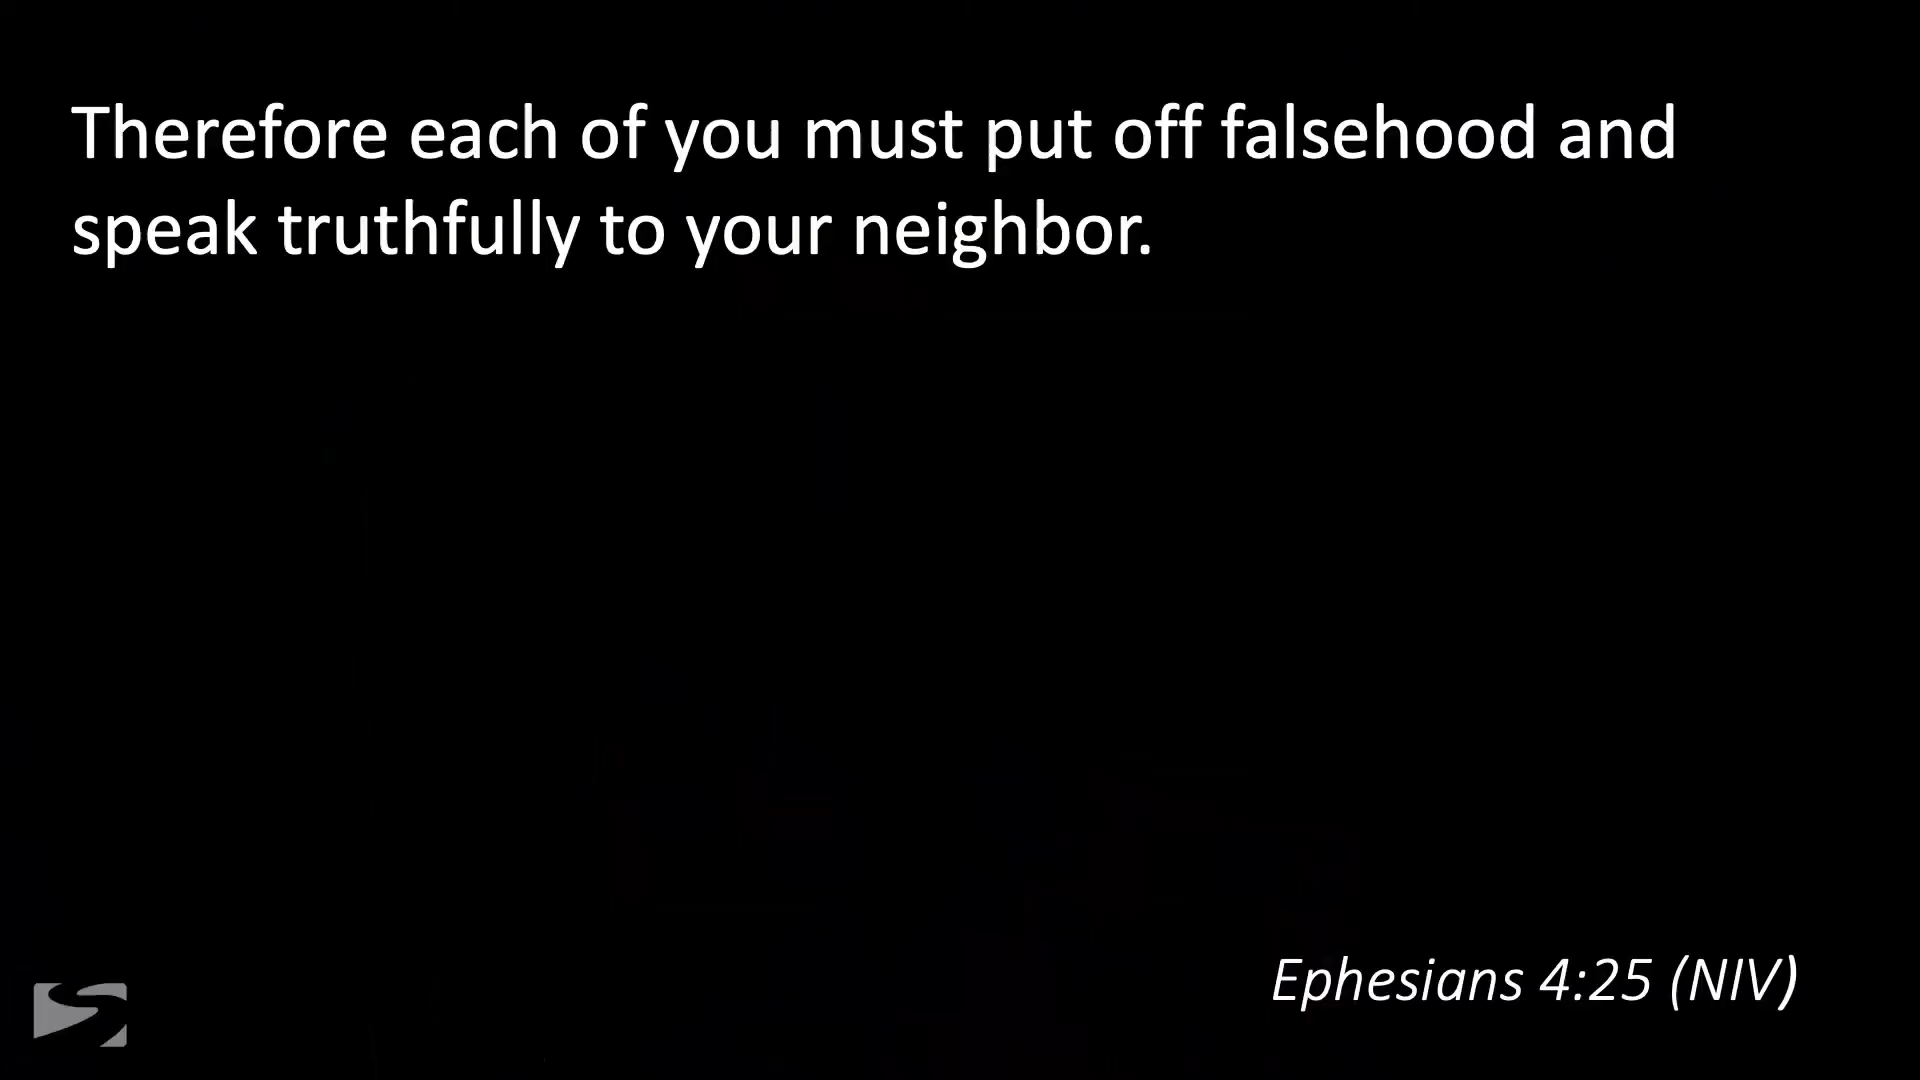 Therefore each of you must put off falsehood and
speak truthfully to your neighbor.
Ephesians 4:25 (NIV)